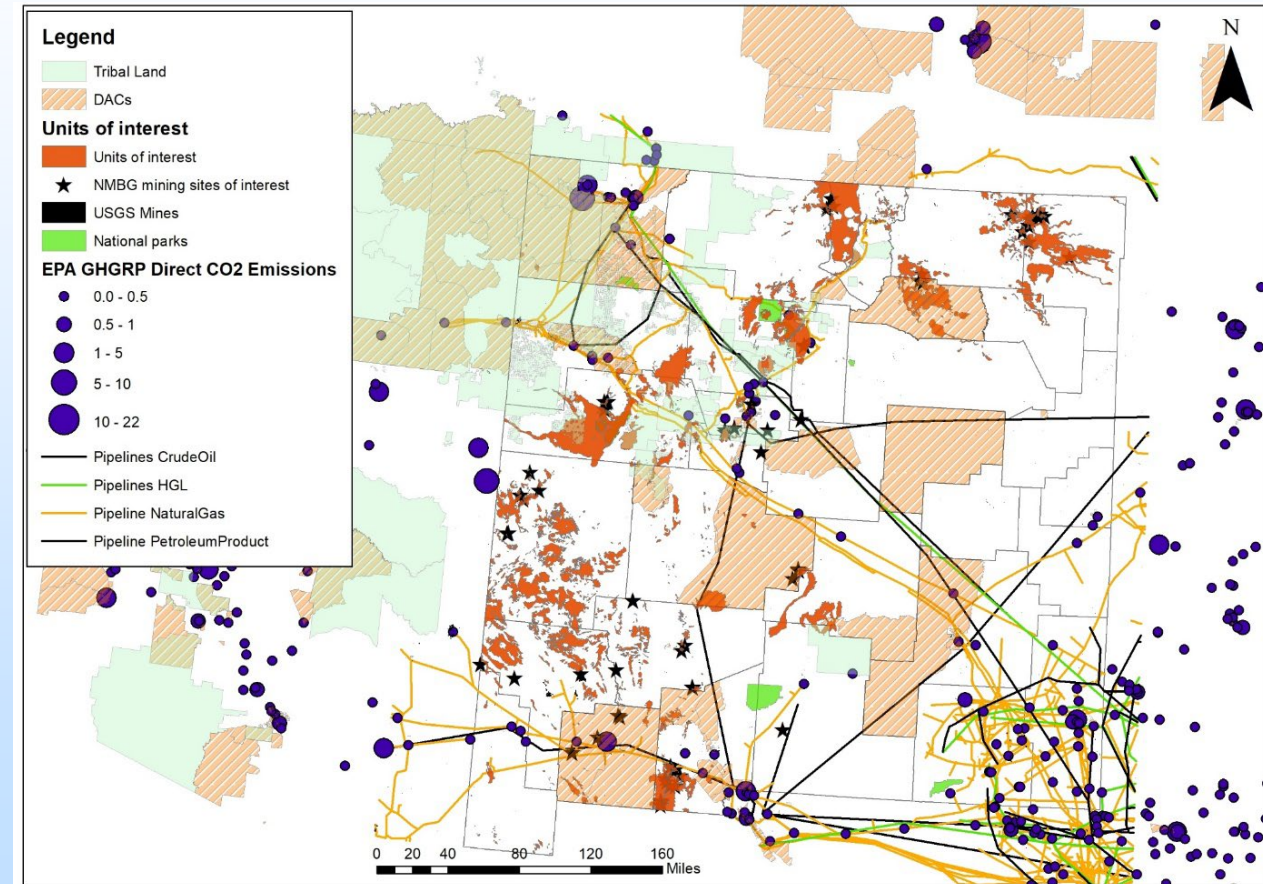 Legend
Tribal Land
DACs
Units of interest
Units of interest
NMBG mining sites of interest
USGS Mines
National parks
EPA GHGRP Direct CO2 Emissions
0.0 - 0.5
0.5 - 1
1 - 5
5 - 10
10 - 22
Pipelines CrudeOil
Pipelines HGL
Pipeline NaturalGas
Pipeline PetroleumProduct
N
0 20 40 80 120 160
Miles